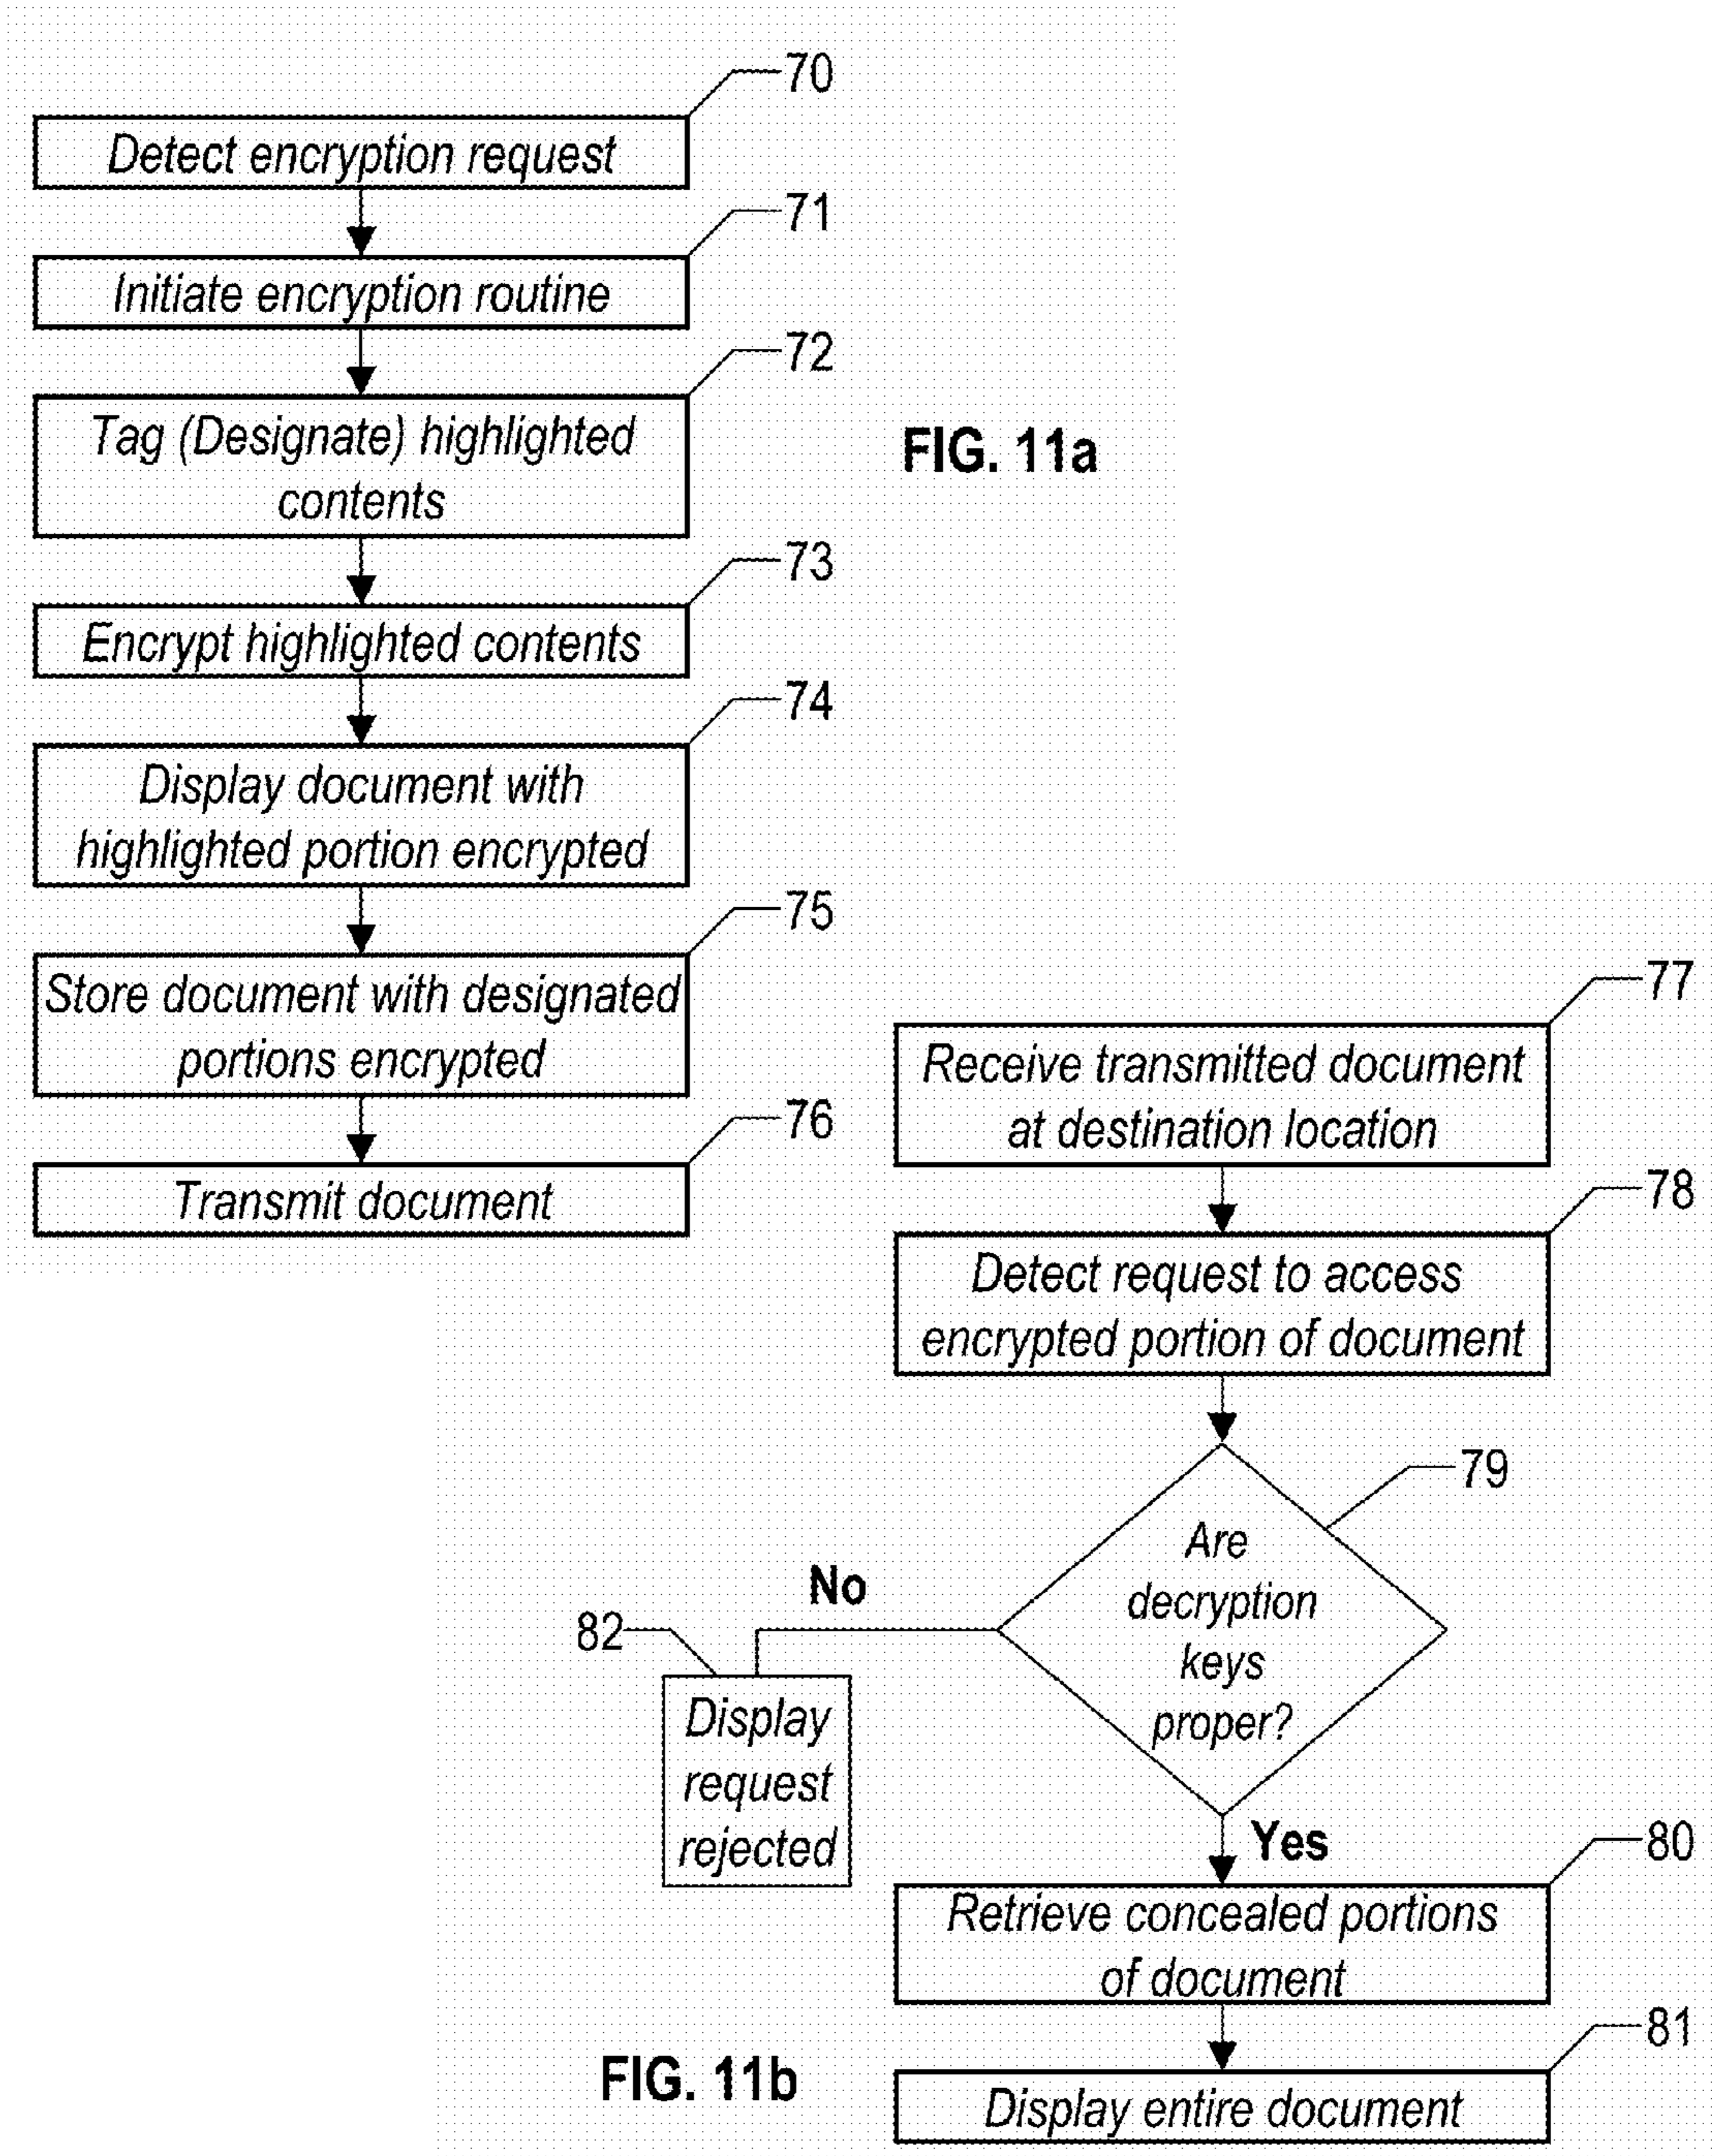 70
Detect encryption request
71
Initiate encryption routine
72
Tag (Designate) highlighted
contents
FIG. 11a
73
Encrypt highlighted contents
74
Display document with
highlighted portion encrypted
75
Store document with designated
portions encrypted
76
Transmit document
77
Receive transmitted document
at destination location
78
Detect request to access
encrypted portion of document
79
Are
decryption
keys
proper?
No
82
Display
request
rejected
Yes
80
Retrieve concealed portions
of document
81
Display entire document
FIG. 11b